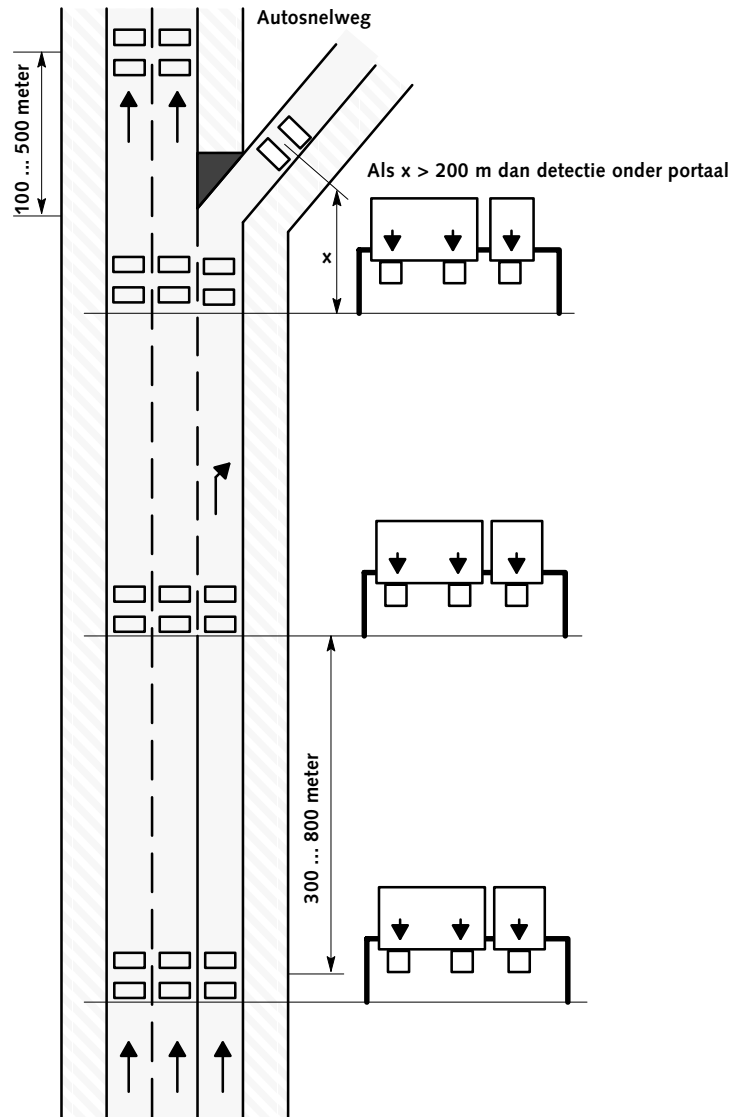 Autosnelweg
100 ... 500 meter
Als x > 200 m dan detectie onder portaal
x
300 ... 800 meter